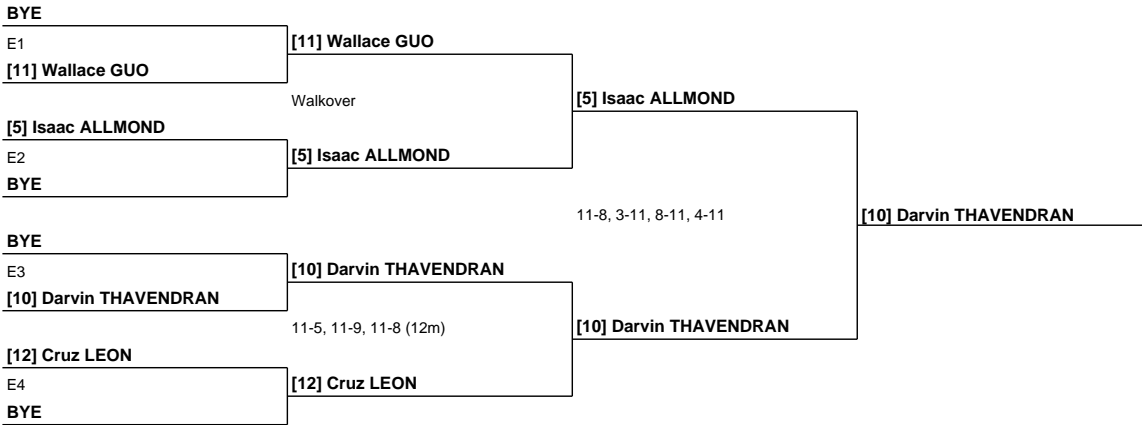 BYE
E1
[11] Wallace GUO
[11] Wallace GUO
Walkover
[5] Isaac ALLMOND
[5] Isaac ALLMOND
E2
[5] Isaac ALLMOND
BYE
11-8, 3-11, 8-11, 4-11
[10] Darvin THAVENDRAN
BYE
E3
[10] Darvin THAVENDRAN
[10] Darvin THAVENDRAN
11-5, 11-9, 11-8 (12m)
[10] Darvin THAVENDRAN
[12] Cruz LEON
E4
[12] Cruz LEON
BYE